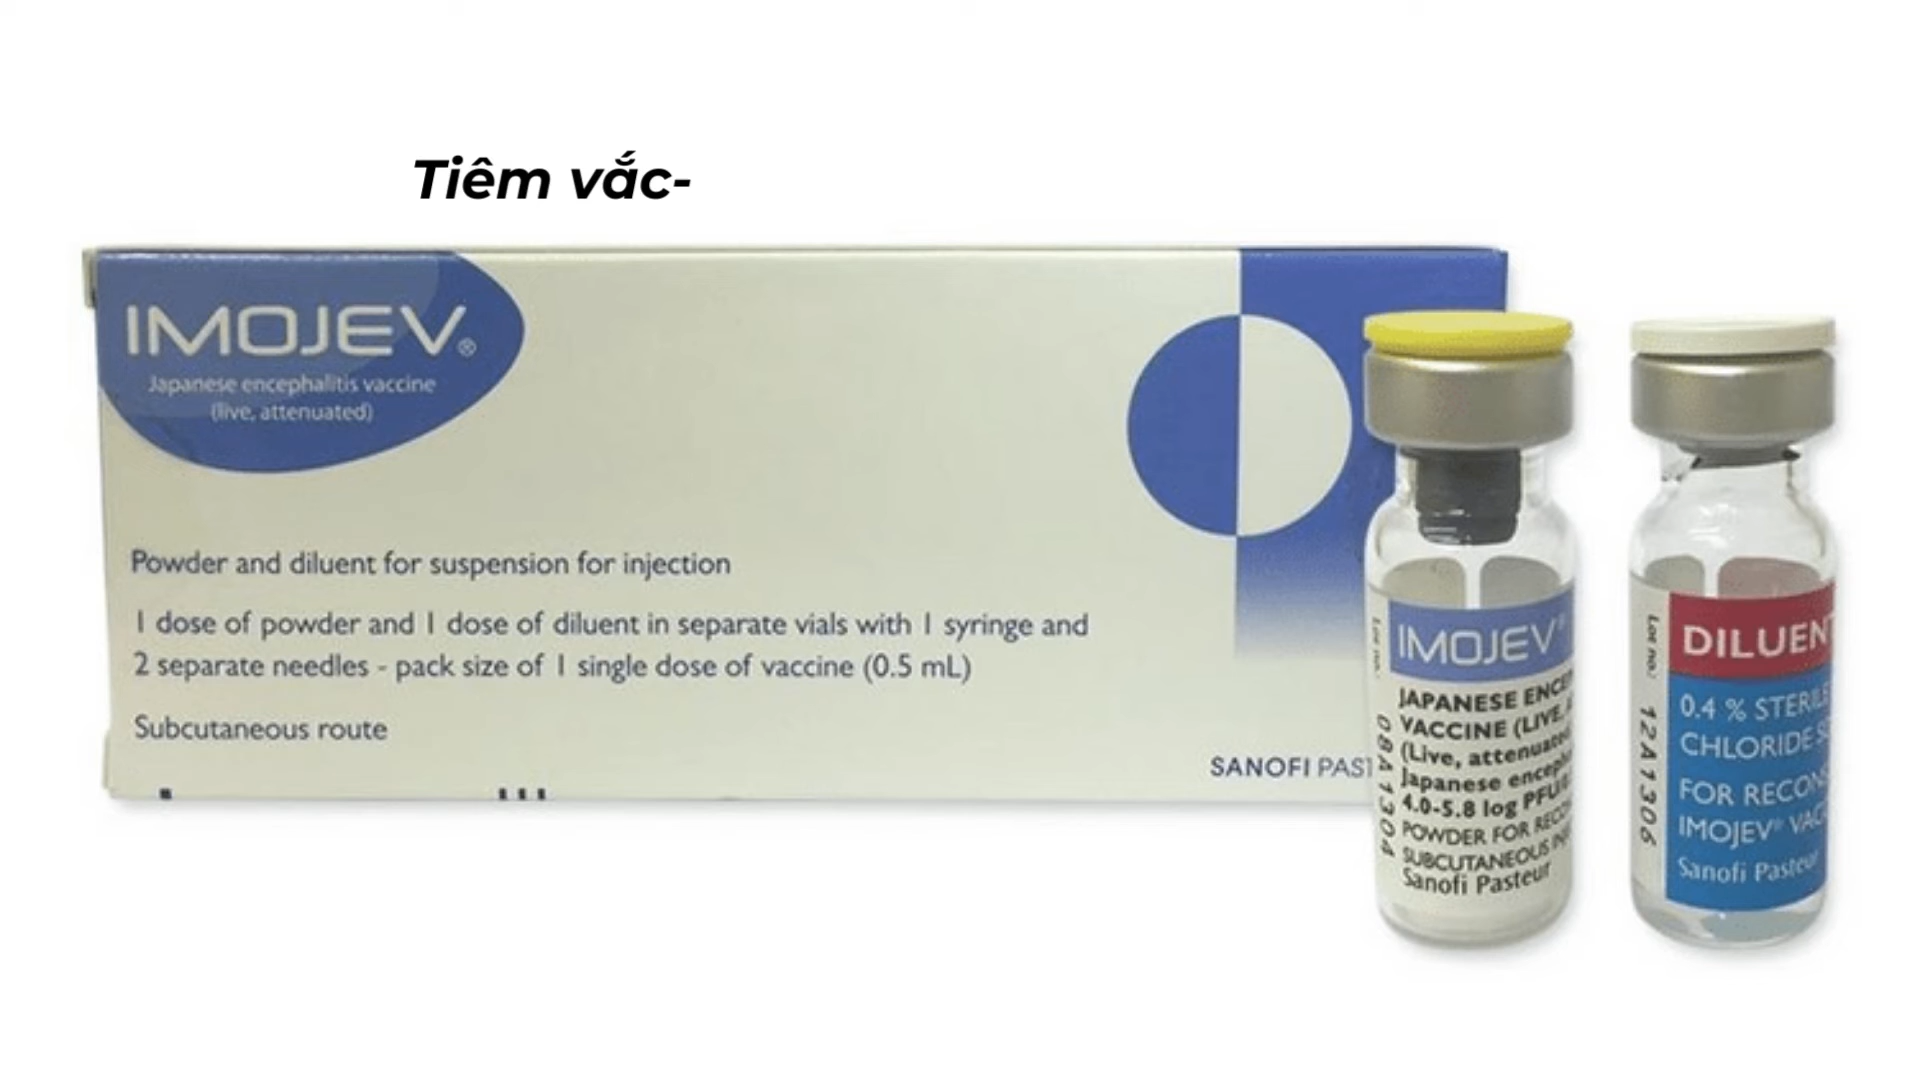 Tiêm vắc-
IMOJEV®
Japanese encephalitis vaccine
(live, attenuated)
Powder and diluent for suspension for injection
1 dose of powder and 1 dose of diluent in separate vials with 1 syringe and
2 separate needles - pack size of 1 single dose of vaccine (0.5 mL)
Subcutaneous route
SANOFI PAST
IMOJEV®
JAPANESE ENCE
VACCINE (LIVE,
(Live, attenuate
Japanese enceph
4.0-5.8 log PFU
POWDER FOR RECO
SUBCUTANEOUS IN
Sanofi Pasteur
Lot no.:
08A1304
DILUEN
0.4 % STERILE
CHLORIDE S
FOR RECON
IMOJEV® VAC
Sanofi Pasteur
Lot no.:
12A1306